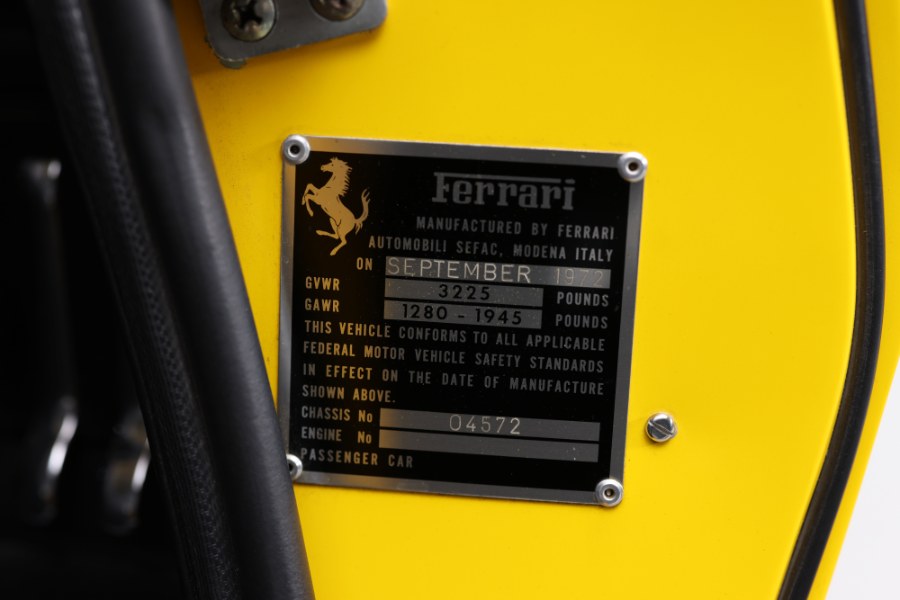 Ferrari
MANUFACTURED BY FERRARI
AUTOMOBILI SEFAC, MODENA ITALY
ON SEPTEMBER 1972
GVWR 3225 POUNDS
GAWR 1280 - 1945 POUNDS
THIS VEHICLE CONFORMS TO ALL APPLICABLE
FEDERAL MOTOR VEHICLE SAFETY STANDARDS
IN EFFECT ON THE DATE OF MANUFACTURE
SHOWN ABOVE.
CHASSIS No 04572
ENGINE No
PASSENGER CAR